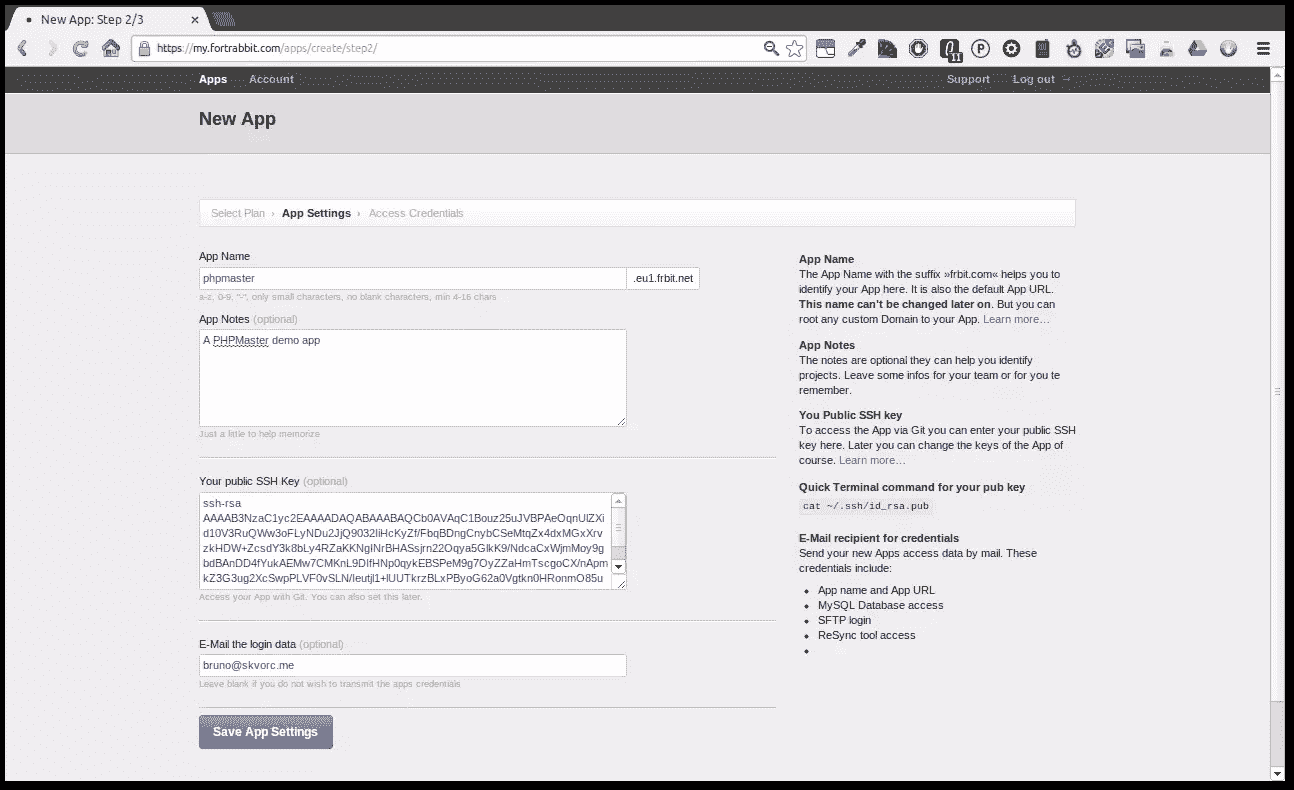 New App: Step 2/3
https://my.fortrabbit.com/apps/create/step2/
11
Apps Account Support Log out →
New App
Select Plan › App Settings › Access Credentials
App Name
phpmaster .eu1.frbit.net
a-z, 0-9, "-", only small characters, no blank characters, min 4-16 chars
App Notes (optional)
A PHPMaster demo app
Just a little to help memorize
Your public SSH Key (optional)
ssh-rsa
AAAAB3NzaC1yc2EAAAADAQABAAABAQCb0AVAqC1Bouz25uJVBPAeOqnUlZXi
d10V3RuQWw3oFLyNDu2JjQ9032IiHcKyZf/FbqBDngCnybCSeMtqZx4dxMGxXrv
zkHDW+ZcsdY3k8bLy4RZaKKNgINrBHASsjrn22Oqya5GlkK9/NdcaCxWjmMoy9g
bdBAnDD4fYukAEMw7CMKnL9DIfHNp0qykEBSPeM9g7OyZZaHmTscgoCX/nApm
kZ3G3ug2XcSwpPLVF0vSLN/Ieutjl1+lUUTkrzBLxPByoG62a0Vgtkn0HRonmO85u
Access your App with Git. You can also set this later.
E-Mail the login data (optional)
bruno@skvorc.me
Leave blank if you do not wish to transmit the apps credentials
Save App Settings
App Name
The App Name with the suffix »frbit.com« helps you to
identify your App here. It is also the default App URL.
This name can't be changed later on. But you can
root any custom Domain to your App. Learn more…
App Notes
The notes are optional they can help you identify
projects. Leave some infos for your team or for you te
remember.
You Public SSH key
To access the App via Git you can enter your public SSH
key here. Later you can change the keys of the App of
course. Learn more…
Quick Terminal command for your pub key
cat ~/.ssh/id_rsa.pub
E-Mail recipient for credentials
Send your new Apps access data by mail. These
credentials include:
App name and App URL
MySQL Database access
SFTP login
ReSync tool access